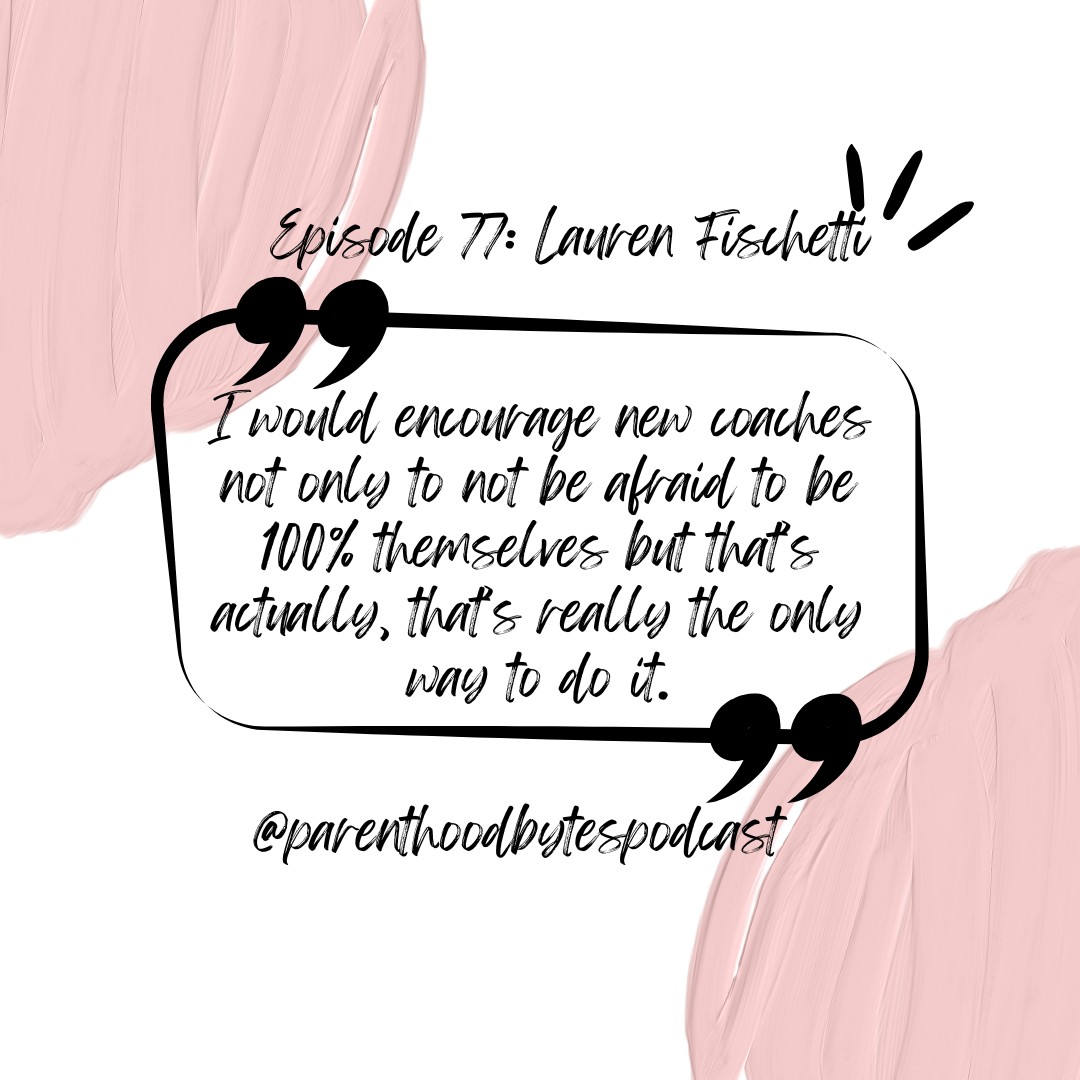 Episode 77: Lauren Fischetti
I would encourage new coaches
not only to not be afraid to be
100% themselves but that's
actually, that's really the only
way to do it.
@parenthoodbytespodcast